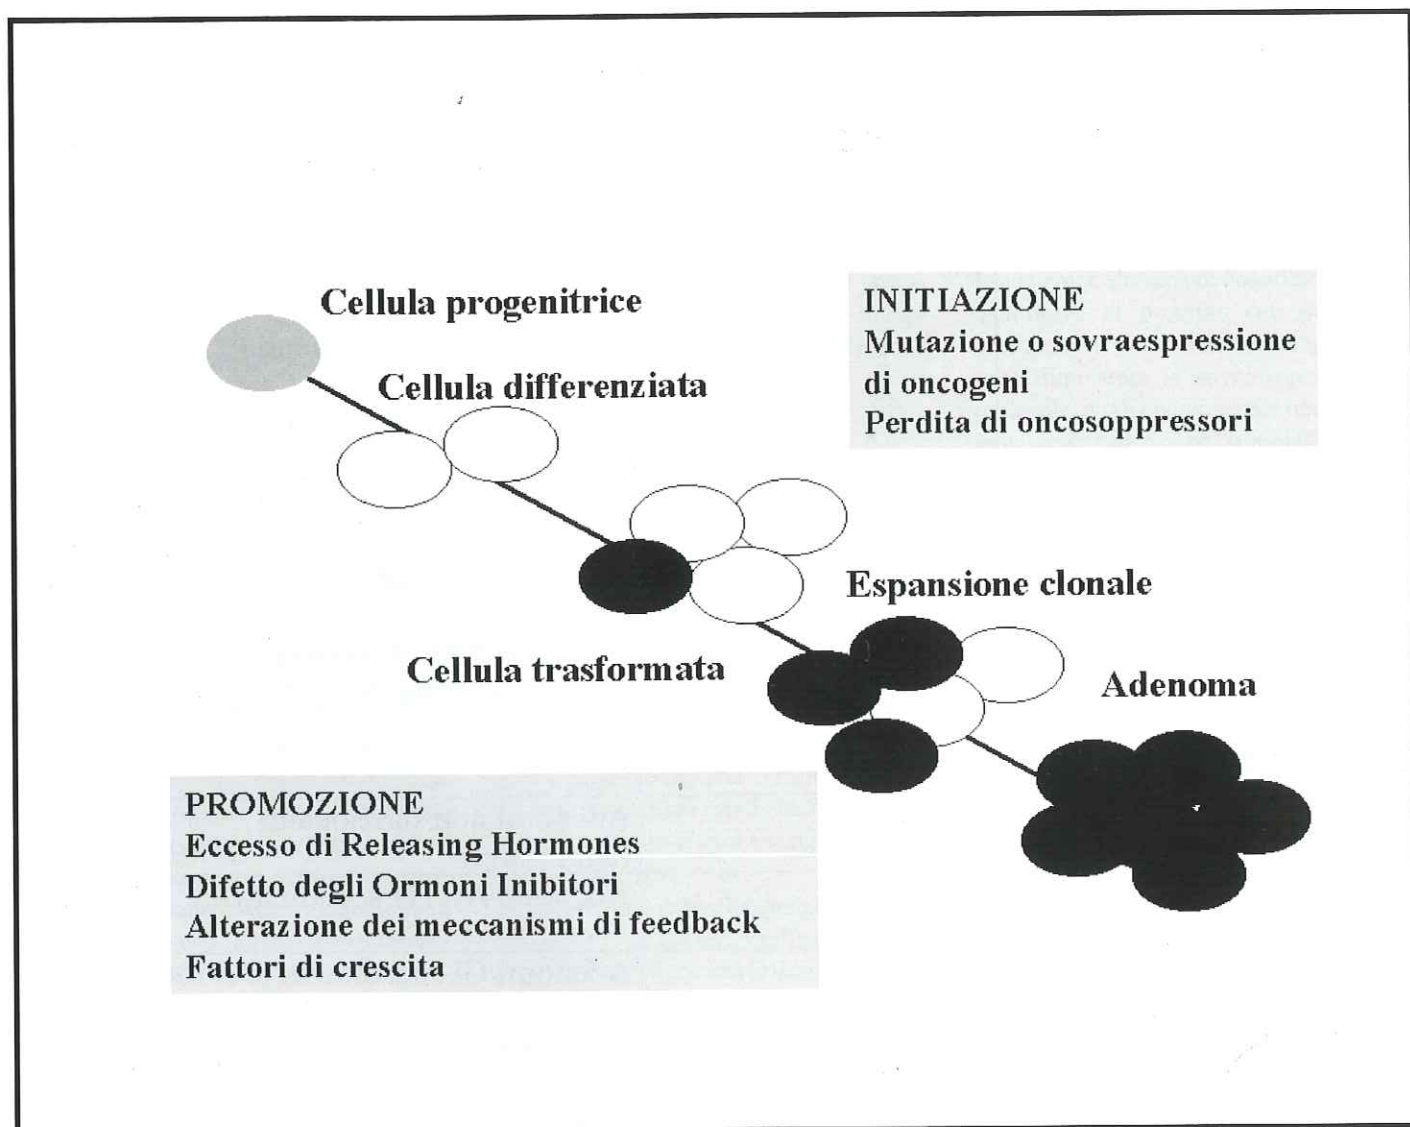 Cellula progenitrice
Cellula differenziata
INITIAZIONE
Mutazione o sovraespressione
di oncogeni
Perdita di oncosoppressori
Espansione clonale
Cellula trasformata
Adenoma
PROMOZIONE
Eccesso di Releasing Hormones
Difetto degli Ormoni Inibitori
Alterazione dei meccanismi di feedback
Fattori di crescita